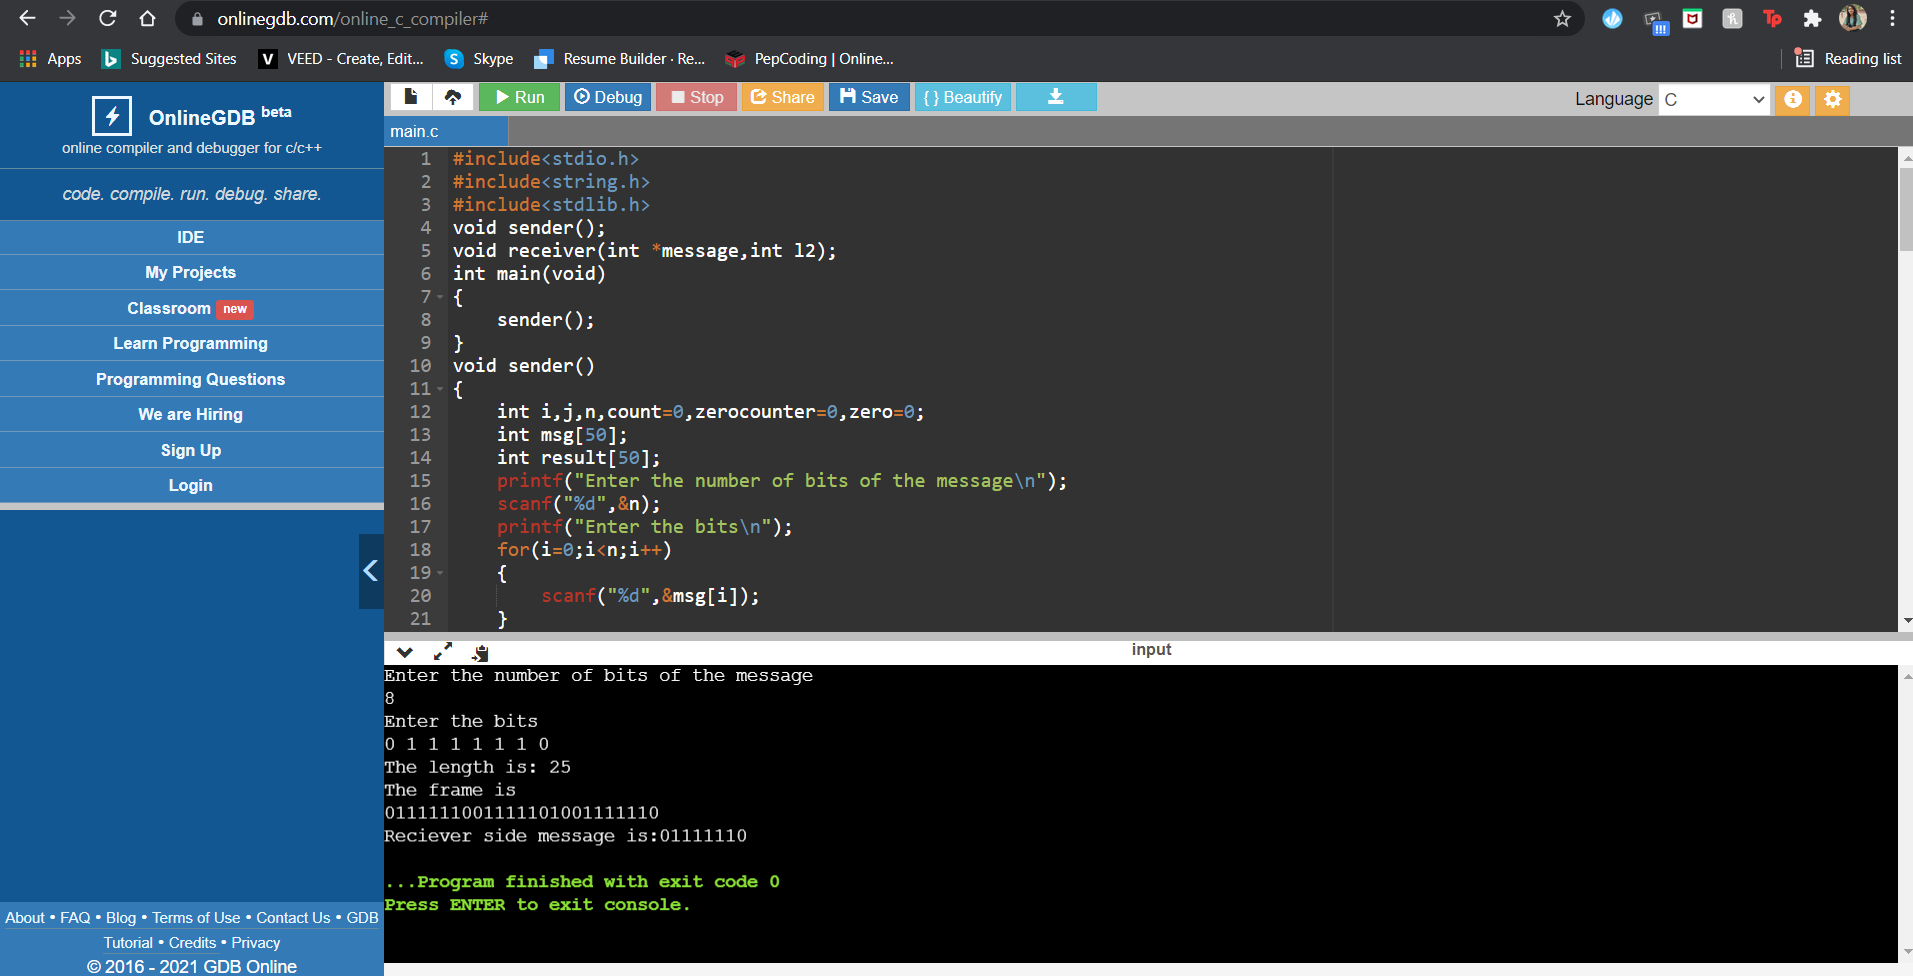 onlinegdb.com/online_c_compiler#
Apps Suggested Sites VEED - Create, Edit... Skype Resume Builder · Re... PepCoding | Online... Reading list
OnlineGDB beta
online compiler and debugger for c/c++
code. compile. run. debug. share.
IDE
My Projects
Classroom new
Learn Programming
Programming Questions
We are Hiring
Sign Up
Login
About • FAQ • Blog • Terms of Use • Contact Us • GDB
Tutorial • Credits • Privacy
© 2016 - 2021 GDB Online
Run Debug Stop Share Save { } Beautify Language C
main.c
1 #include<stdio.h>
2 #include<string.h>
3 #include<stdlib.h>
4 void sender();
5 void receiver(int *message,int l2);
6 int main(void)
7 {
8 sender();
9 }
10 void sender()
11 {
12 int i,j,n,count=0,zerocounter=0,zero=0;
13 int msg[50];
14 int result[50];
15 printf("Enter the number of bits of the message\n");
16 scanf("%d",&n);
17 printf("Enter the bits\n");
18 for(i=0;i<n;i++)
19 {
20 scanf("%d",&msg[i]);
21 }
input
Enter the number of bits of the message
8
Enter the bits
0 1 1 1 1 1 1 0
The length is: 25
The frame is
0111111001111101001111110
Reciever side message is:01111110
...Program finished with exit code 0
Press ENTER to exit console.